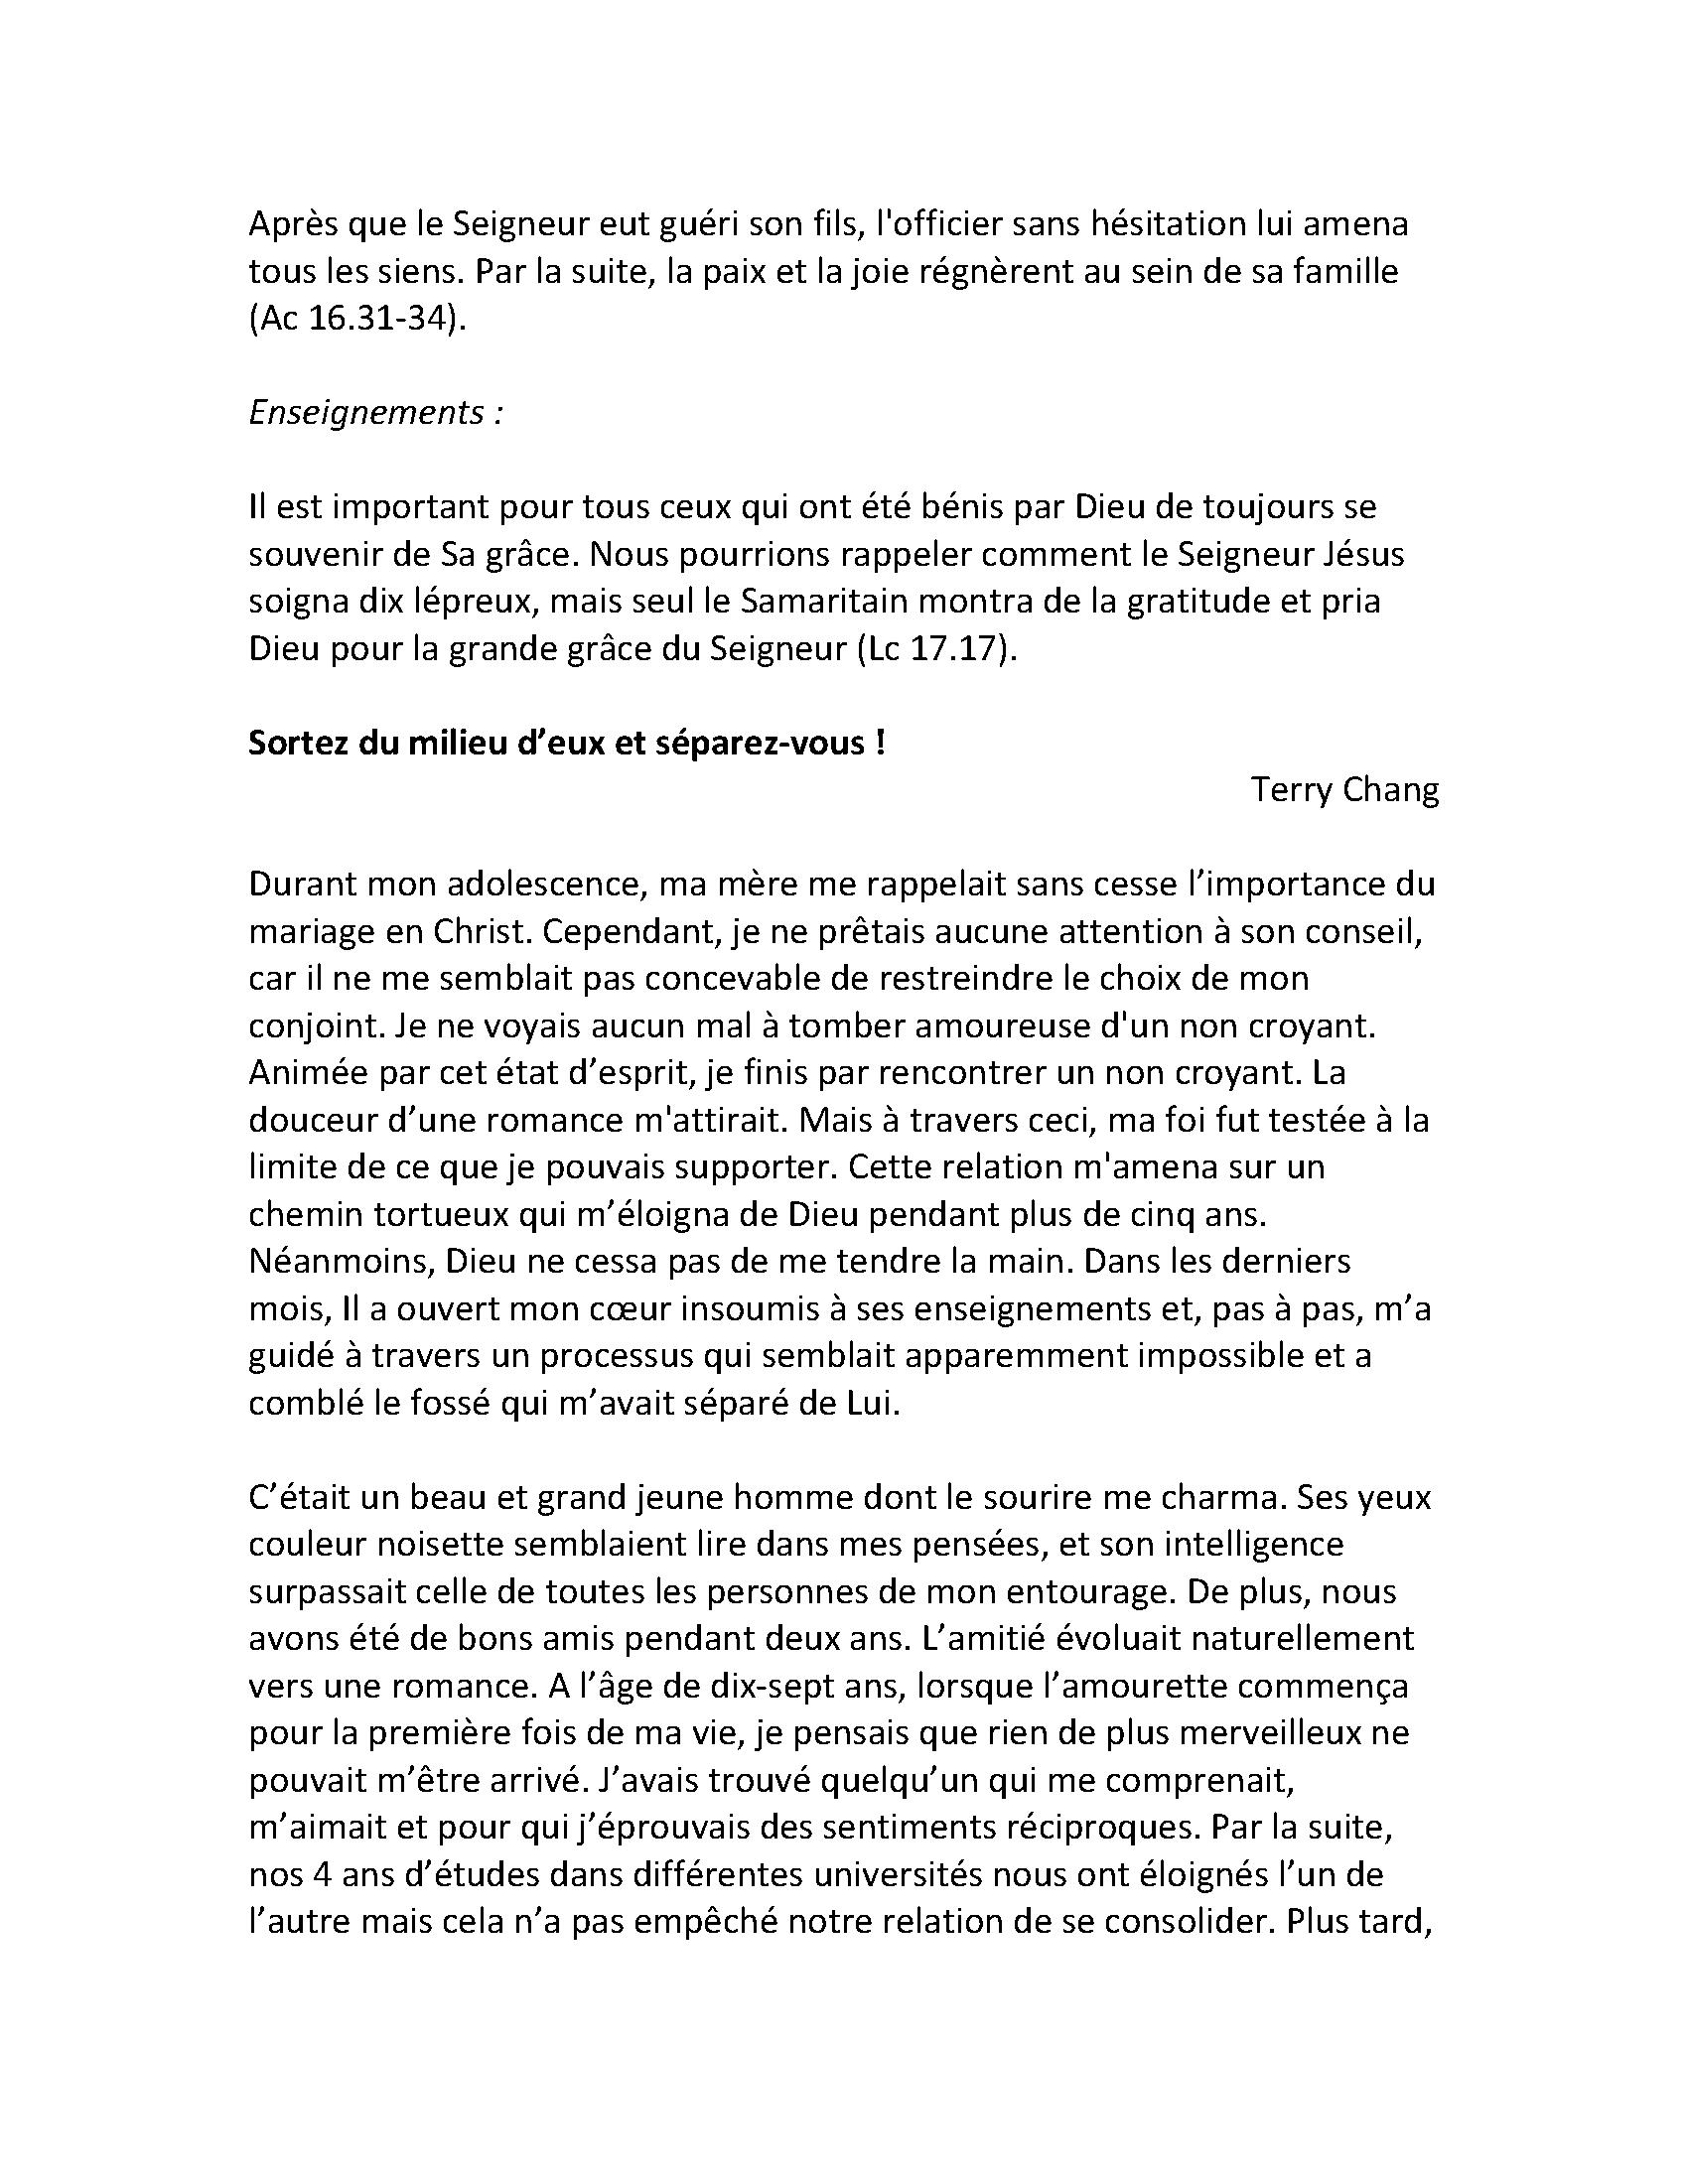 Après que le Seigneur eut guéri son fils, l'officier sans hésitation lui amena
tous les siens. Par la suite, la paix et la joie régnèrent au sein de sa famille
(Ac 16.31-34).
Enseignements :
Il est important pour tous ceux qui ont été bénis par Dieu de toujours se
souvenir de Sa grâce. Nous pourrions rappeler comment le Seigneur Jésus
soigna dix lépreux, mais seul le Samaritain montra de la gratitude et pria
Dieu pour la grande grâce du Seigneur (Lc 17.17).
Sortez du milieu d’eux et séparez-vous !
Terry Chang
Durant mon adolescence, ma mère me rappelait sans cesse l’importance du
mariage en Christ. Cependant, je ne prêtais aucune attention à son conseil,
car il ne me semblait pas concevable de restreindre le choix de mon
conjoint. Je ne voyais aucun mal à tomber amoureuse d'un non croyant.
Animée par cet état d’esprit, je finis par rencontrer un non croyant. La
douceur d’une romance m'attirait. Mais à travers ceci, ma foi fut testée à la
limite de ce que je pouvais supporter. Cette relation m'amena sur un
chemin tortueux qui m’éloigna de Dieu pendant plus de cinq ans.
Néanmoins, Dieu ne cessa pas de me tendre la main. Dans les derniers
mois, Il a ouvert mon cœur insoumis à ses enseignements et, pas à pas, m’a
guidé à travers un processus qui semblait apparemment impossible et a
comblé le fossé qui m’avait séparé de Lui.
C’était un beau et grand jeune homme dont le sourire me charma. Ses yeux
couleur noisette semblaient lire dans mes pensées, et son intelligence
surpassait celle de toutes les personnes de mon entourage. De plus, nous
avons été de bons amis pendant deux ans. L’amitié évoluait naturellement
vers une romance. A l’âge de dix-sept ans, lorsque l’amourette commença
pour la première fois de ma vie, je pensais que rien de plus merveilleux ne
pouvait m’être arrivé. J’avais trouvé quelqu’un qui me comprenait,
m’aimait et pour qui j’éprouvais des sentiments réciproques. Par la suite,
nos 4 ans d’études dans différentes universités nous ont éloignés l’un de
l’autre mais cela n’a pas empêché notre relation de se consolider. Plus tard,